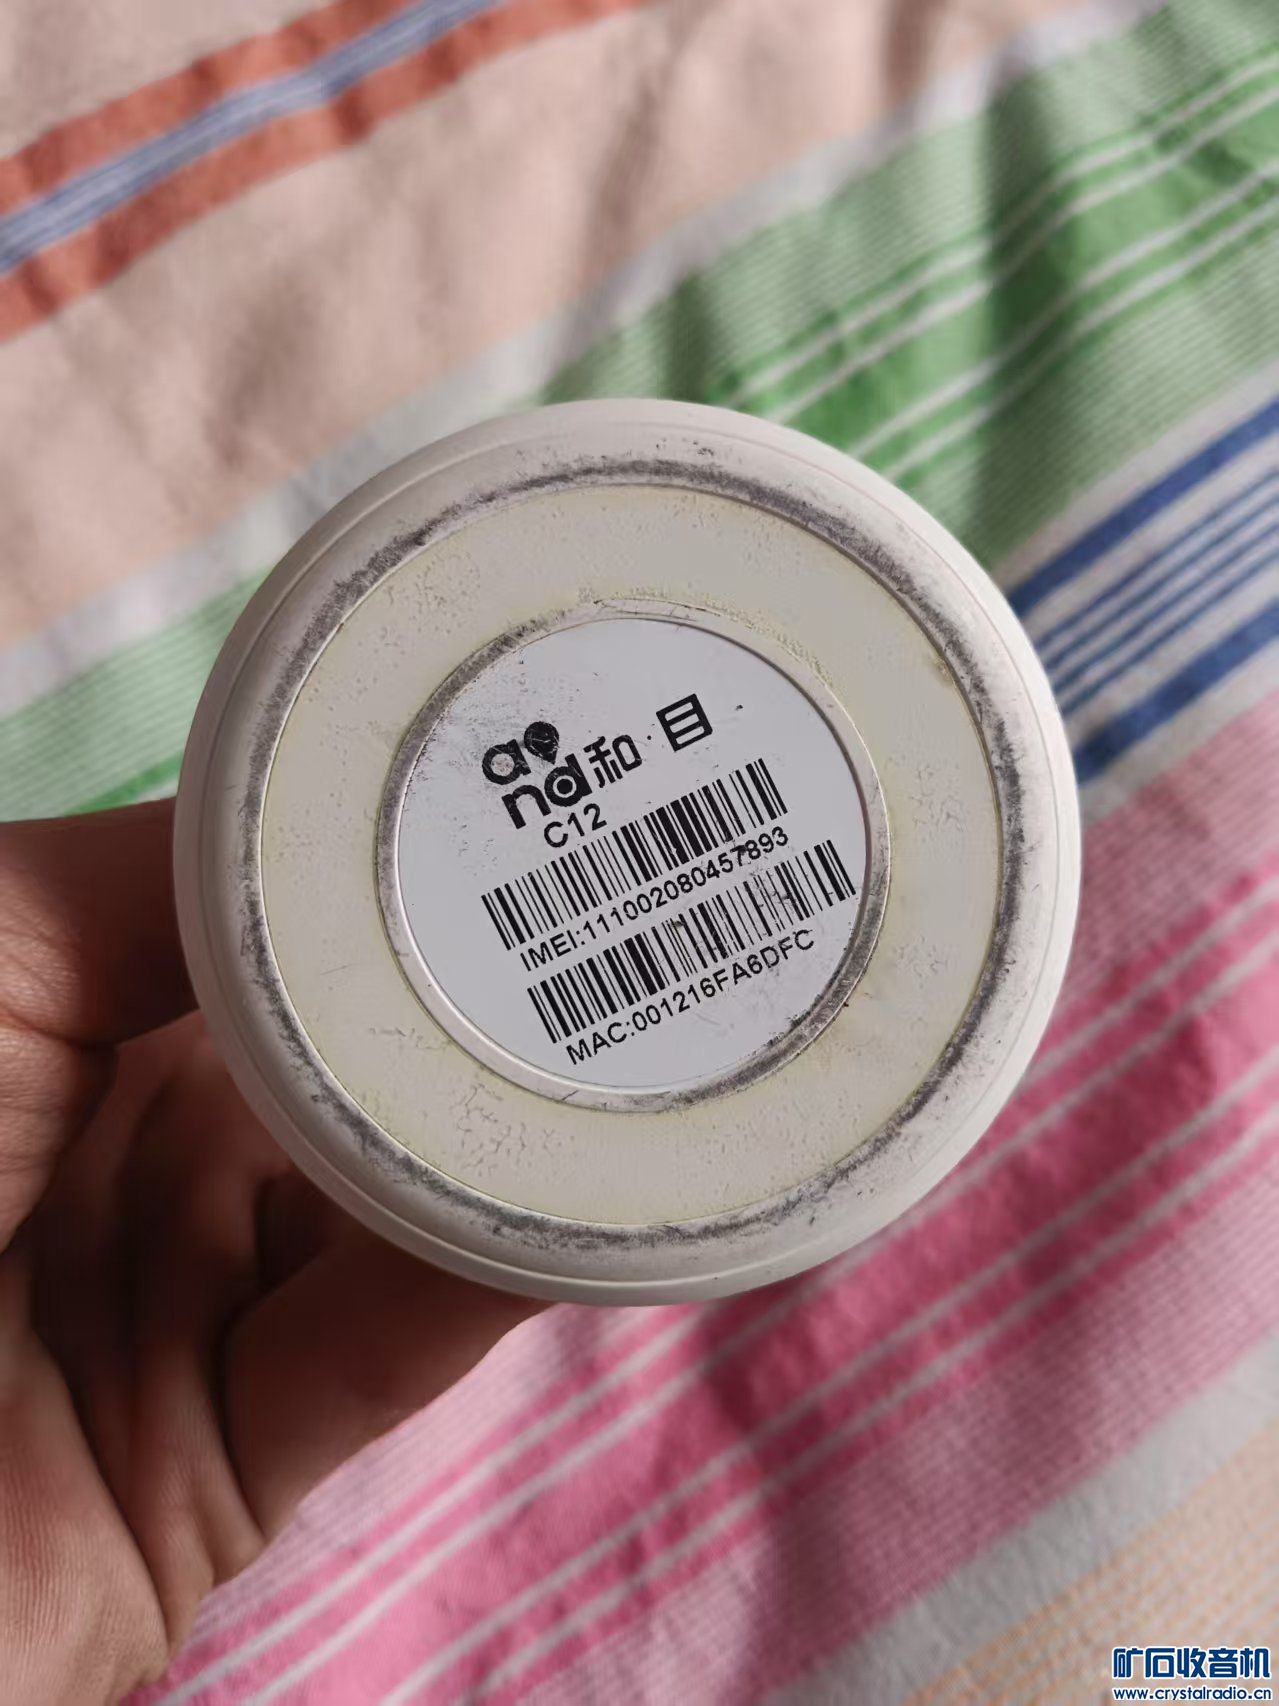 and 和·目
C12
IMEI:111002080457893
MAC:001216FA6DFC
矿石收音机
www.crystalradio.cn